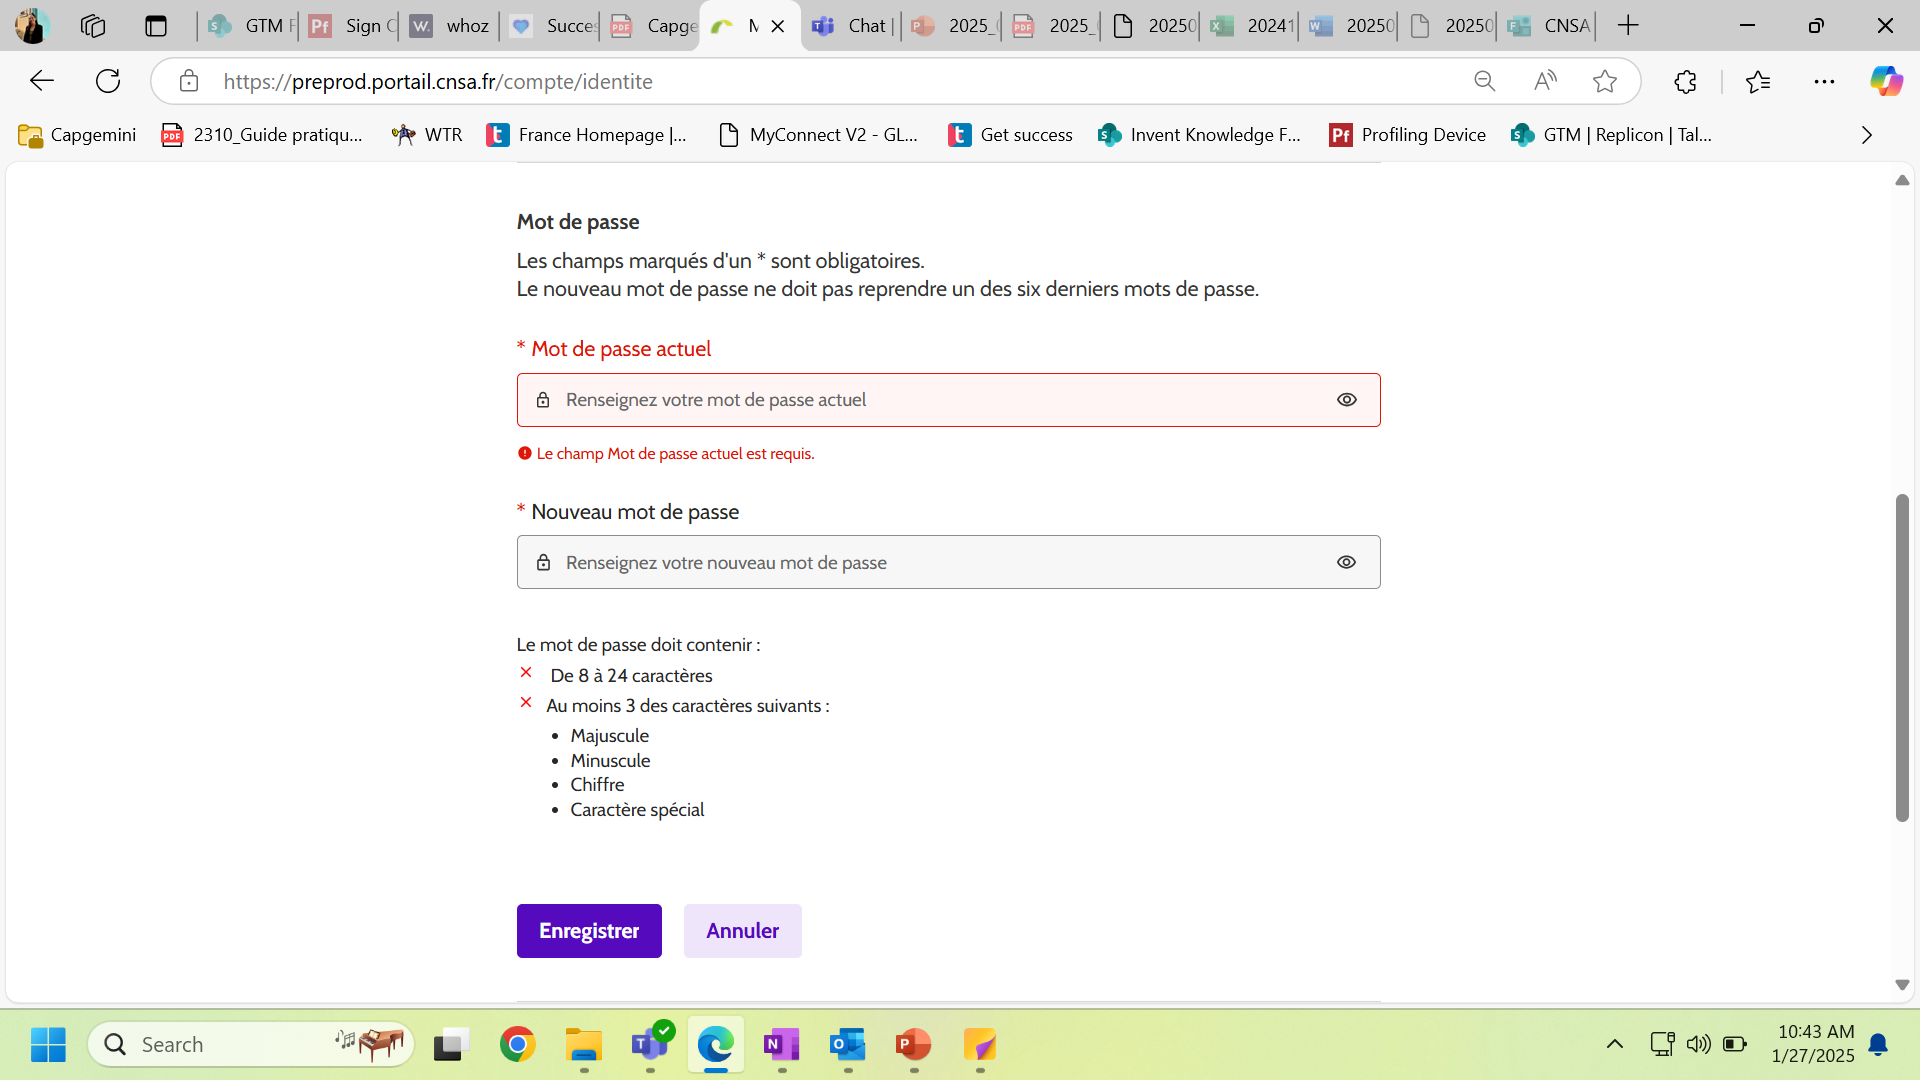 GTM F
Sign C
whoz
Succes
Capge
M
Chat |
2025_
2025_
20250
20241
20250
20250
CNSA
https://preprod.portail.cnsa.fr/compte/identite
Capgemini
2310_Guide pratiqu...
WTR
France Homepage |...
MyConnect V2 - GL...
Get success
Invent Knowledge F...
Profiling Device
GTM | Replicon | Tal...
Mot de passe
Les champs marqués d'un * sont obligatoires.
Le nouveau mot de passe ne doit pas reprendre un des six derniers mots de passe.
* Mot de passe actuel
Renseignez votre mot de passe actuel
Le champ Mot de passe actuel est requis.
* Nouveau mot de passe
Renseignez votre nouveau mot de passe
Le mot de passe doit contenir :
De 8 à 24 caractères
Au moins 3 des caractères suivants :
• Majuscule
• Minuscule
• Chiffre
• Caractère spécial
Enregistrer
Annuler
Search
10:43 AM
1/27/2025